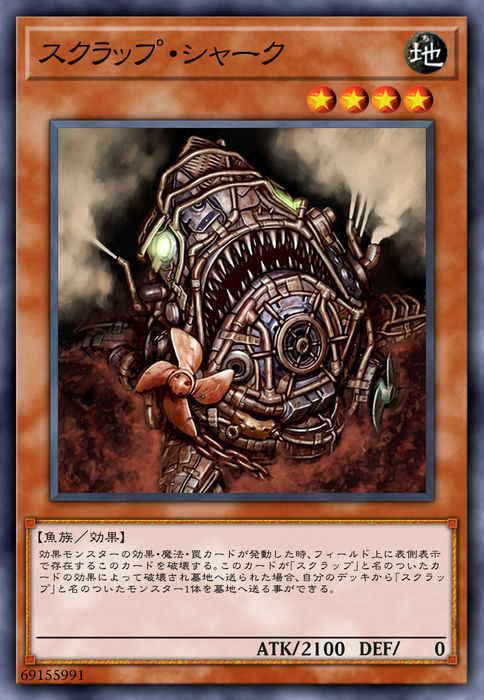 スクラップ・シャーク
ち
地
【魚族／効果】
効果モンスターの効果・魔法・罠カードが発動した時、フィールド上に表側表示
で存在するこのカードを破壊する。このカードが「スクラップ」と名のついたカ
ードの効果によって破壊され墓地へ送られた場合、自分のデッキから「スクラッ
プ」と名のついたモンスター1体を墓地へ送る事ができる。
ATK/2100 DEF/ 0
69155991